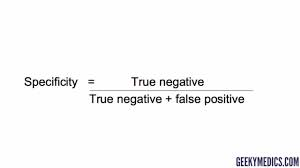 Specificity = True negative
True negative + false positive
GEEKYMEDICS.COM